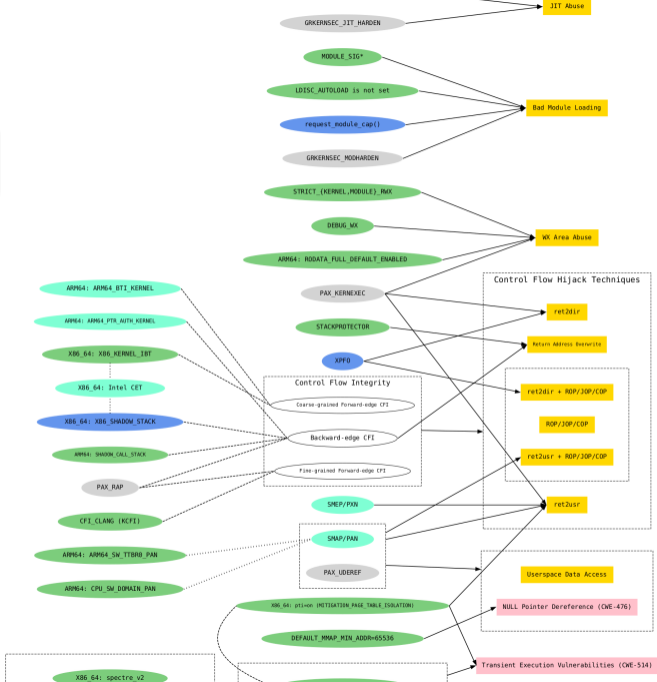 JIT Abuse
GRKERNSEC_JIT_HARDEN
MODULE_SIG*
LDISC_AUTOLOAD is not set
Bad Module Loading
request_module_cap()
GRKERNSEC_MODHARDEN
STRICT_{KERNEL,MODULE}_RWX
DEBUG_WX
WX Area Abuse
ARM64: RODATA_FULL_DEFAULT_ENABLED
Control Flow Hijack Techniques
ARM64: ARM64_BTI_KERNEL
PAX_KERNEXEC
ret2dir
ARM64: ARM64_PTR_AUTH_KERNEL
STACKPROTECTOR
Return Address Overwrite
X86_64: X86_KERNEL_IBT
XPFO
Control Flow Integrity
X86_64: Intel CET
ret2dir + ROP/JOP/COP
Coarse-grained Forward-edge CFI
X86_64: X86_SHADOW_STACK
ROP/JOP/COP
Backward-edge CFI
ARM64: SHADOW_CALL_STACK
ret2usr + ROP/JOP/COP
Fine-grained Forward-edge CFI
PAX_RAP
SMEP/PXN
ret2usr
CFI_CLANG (KCFI)
SMAP/PAN
ARM64: ARM64_SW_TTBR0_PAN
PAX_UDEREF
Userspace Data Access
ARM64: CPU_SW_DOMAIN_PAN
X86_64: pti=on (MITIGATION_PAGE_TABLE_ISOLATION)
NULL Pointer Dereference (CWE-476)
DEFAULT_MMAP_MIN_ADDR=65536
Transient Execution Vulnerabilities (CWE-514)
X86_64: spectre_v2